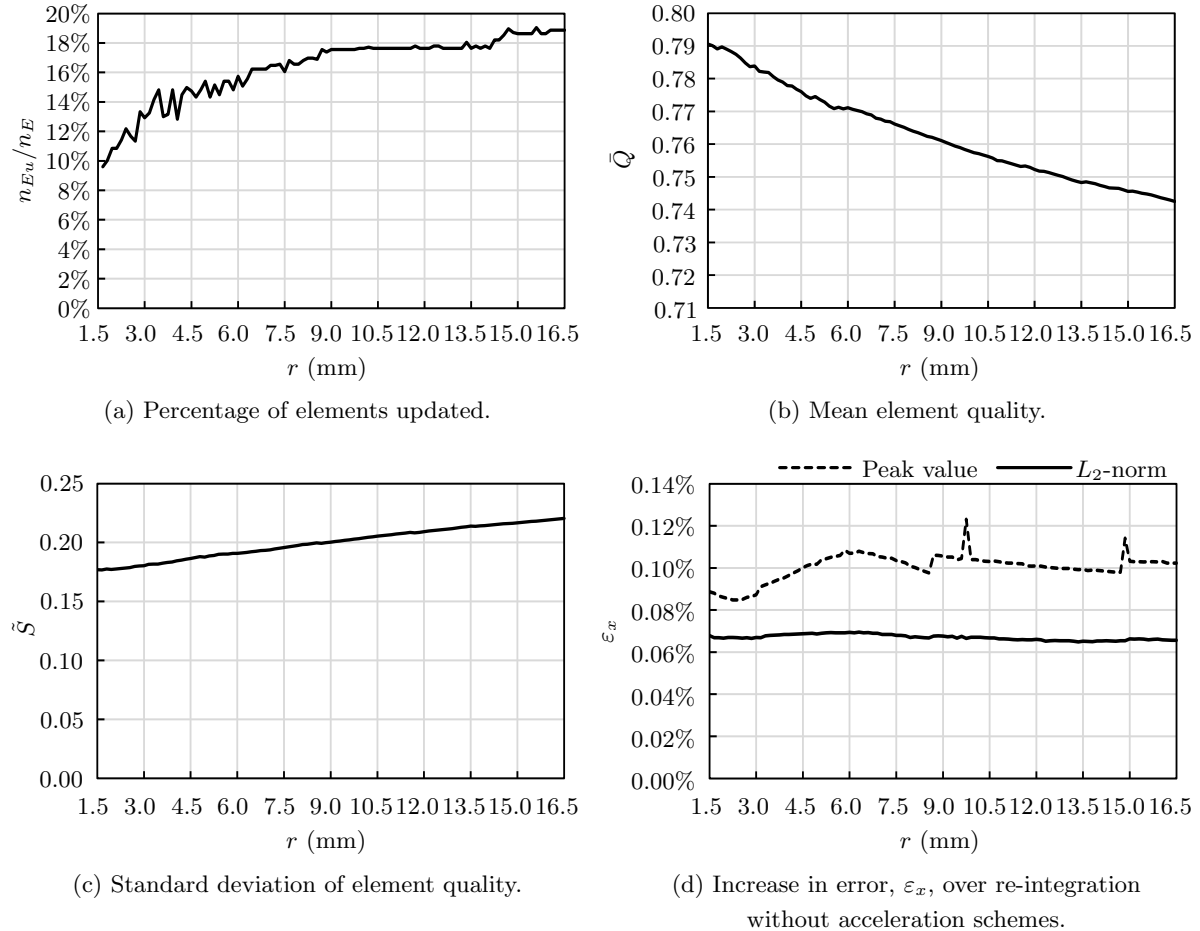 20%
18%
16%
14%
12%
10%
8%
6%
4%
2%
0%
n_{Eu}/n_E
1.5 3.0 4.5 6.0 7.5 9.0 10.5 12.0 13.5 15.0 16.5
r (mm)
(a) Percentage of elements updated.
0.80
0.79
0.78
0.77
0.76
0.75
0.74
0.73
0.72
0.71
Q̄
1.5 3.0 4.5 6.0 7.5 9.0 10.5 12.0 13.5 15.0 16.5
r (mm)
(b) Mean element quality.
0.25
0.20
0.15
0.10
0.05
0.00
S̃
1.5 3.0 4.5 6.0 7.5 9.0 10.5 12.0 13.5 15.0 16.5
r (mm)
(c) Standard deviation of element quality.
Peak value L₂-norm
0.14%
0.12%
0.10%
0.08%
0.06%
0.04%
0.02%
0.00%
εₓ
1.5 3.0 4.5 6.0 7.5 9.0 10.5 12.0 13.5 15.0 16.5
r (mm)
(d) Increase in error, εₓ, over re-integration
without acceleration schemes.